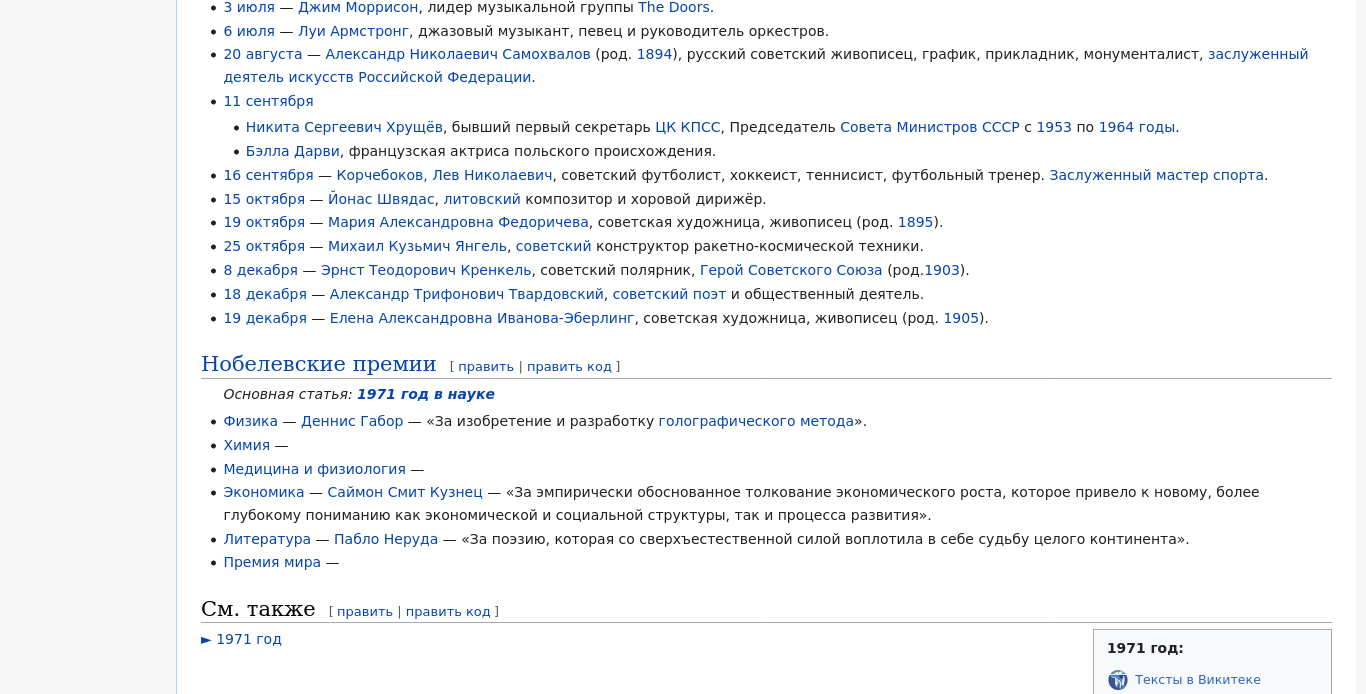 3 июля — Джим Моррисон, лидер музыкальной группы The Doors.
6 июля — Луи Армстронг, джазовый музыкант, певец и руководитель оркестров.
20 августа — Александр Николаевич Самохвалов (род. 1894), русский советский живописец, график, прикладник, монументалист, заслуженный
деятель искусств Российской Федерации.
11 сентября
Никита Сергеевич Хрущёв, бывший первый секретарь ЦК КПСС, Председатель Совета Министров СССР с 1953 по 1964 годы.
Бэлла Дарви, французская актриса польского происхождения.
16 сентября — Корчебоков, Лев Николаевич, советский футболист, хоккеист, теннисист, футбольный тренер. Заслуженный мастер спорта.
15 октября — Йонас Швядас, литовский композитор и хоровой дирижёр.
19 октября — Мария Александровна Федоричева, советская художница, живописец (род. 1895).
25 октября — Михаил Кузьмич Янгель, советский конструктор ракетно-космической техники.
8 декабря — Эрнст Теодорович Кренкель, советский полярник, Герой Советского Союза (род.1903).
18 декабря — Александр Трифонович Твардовский, советский поэт и общественный деятель.
19 декабря — Елена Александровна Иванова-Эберлинг, советская художница, живописец (род. 1905).
Нобелевские премии [ править | править код ]
Основная статья: 1971 год в науке
Физика — Деннис Габор — «За изобретение и разработку голографического метода».
Химия —
Медицина и физиология —
Экономика — Саймон Смит Кузнец — «За эмпирически обоснованное толкование экономического роста, которое привело к новому, более
глубокому пониманию как экономической и социальной структуры, так и процесса развития».
Литература — Пабло Неруда — «За поэзию, которая со сверхъестественной силой воплотила в себе судьбу целого континента».
Премия мира —
См. также [ править | править код ]
► 1971 год
1971 год:
Тексты в Викитеке